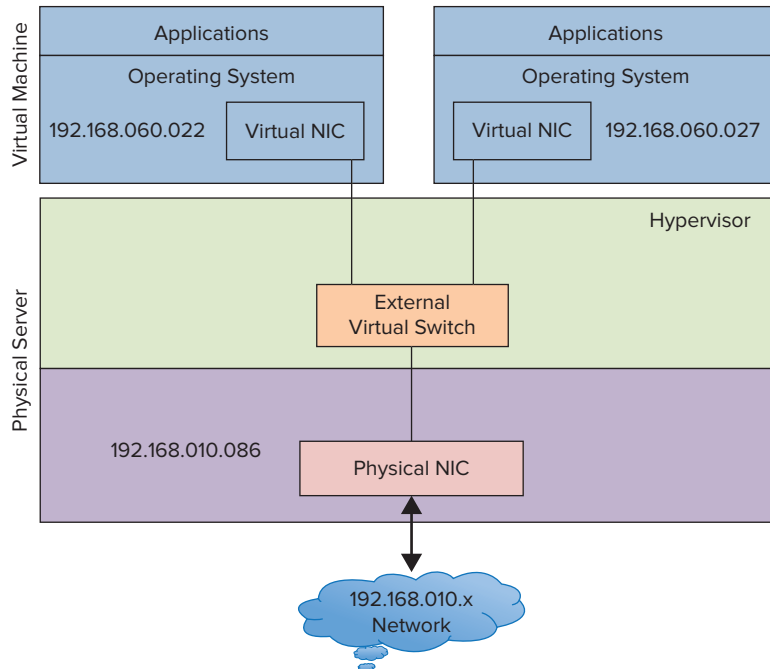 Virtual Machine
Applications
Operating System
192.168.060.022
Virtual NIC
Applications
Operating System
Virtual NIC
192.168.060.027
Physical Server
Hypervisor
External
Virtual Switch
192.168.010.086
Physical NIC
192.168.010.x
Network